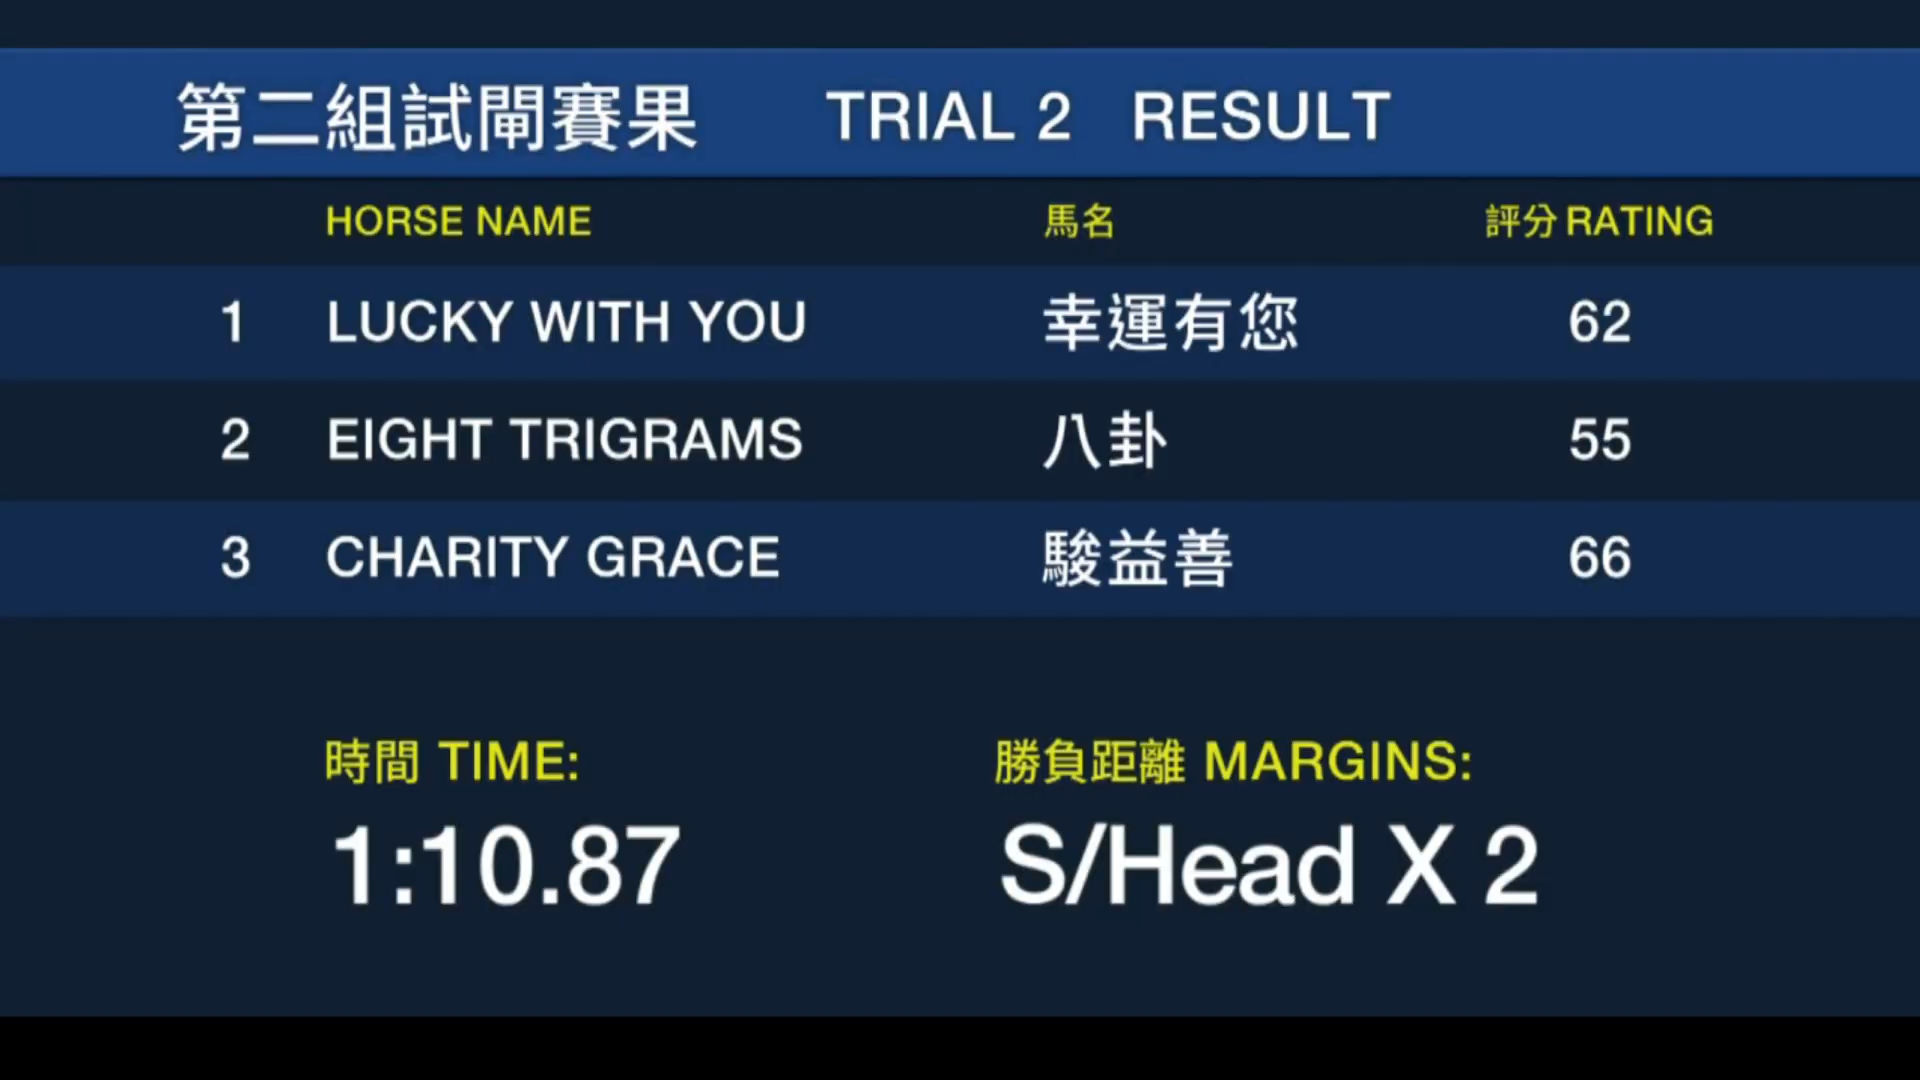 第二組試閘賽果 TRIAL 2 RESULT
HORSE NAME 馬名 評分 RATING
1 LUCKY WITH YOU 幸運有您 62
2 EIGHT TRIGRAMS 八卦 55
3 CHARITY GRACE 駿益善 66
時間 TIME: 勝負距離 MARGINS:
1:10.87 S/Head X 2